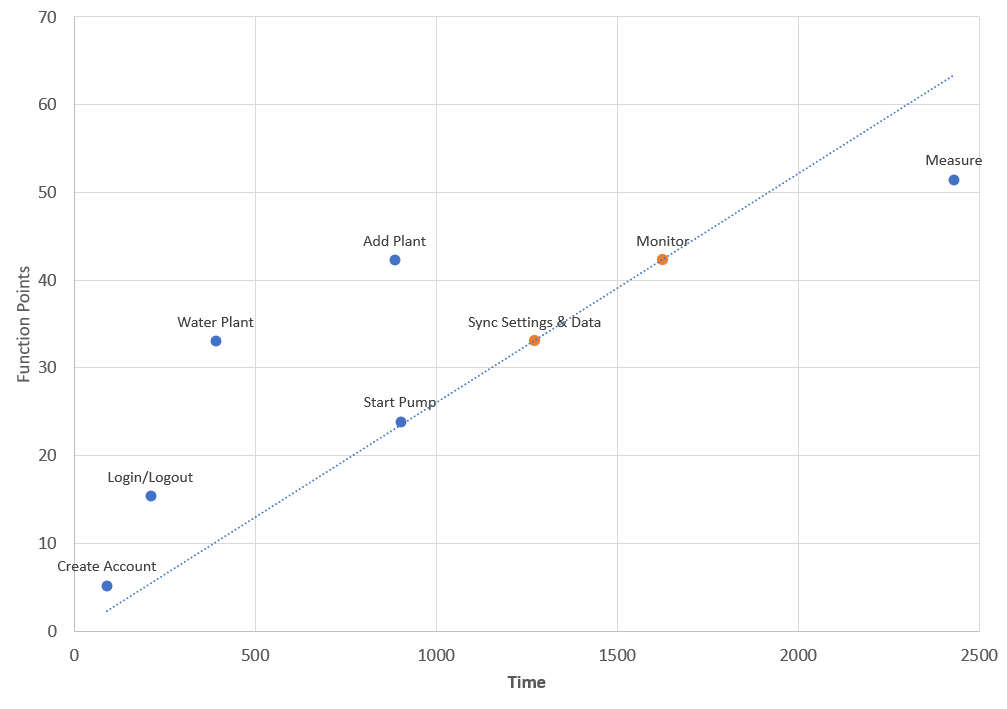 70
60
50
40
30
20
10
0
Function Points
Measure
Add Plant
Monitor
Water Plant
Sync Settings & Data
Start Pump
Login/Logout
Create Account
0 500 1000 1500 2000 2500
Time